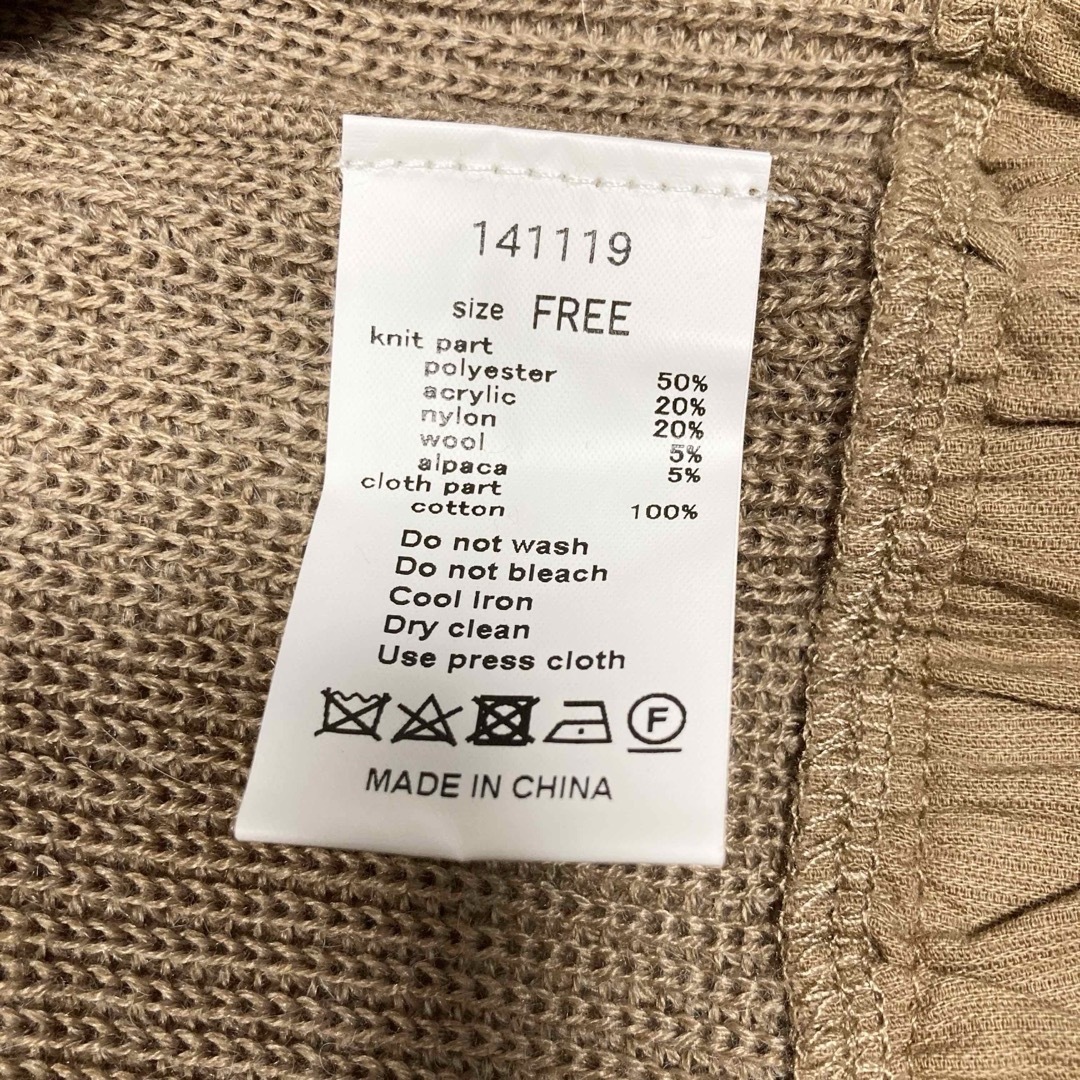 141119
size FREE
knit part
polyester 50%
acrylic 20%
nylon 20%
wool 5%
alpaca 5%
cloth part
cotton 100%
Do not wash
Do not bleach
Cool Iron
Dry clean
Use press cloth
F
MADE IN CHINA